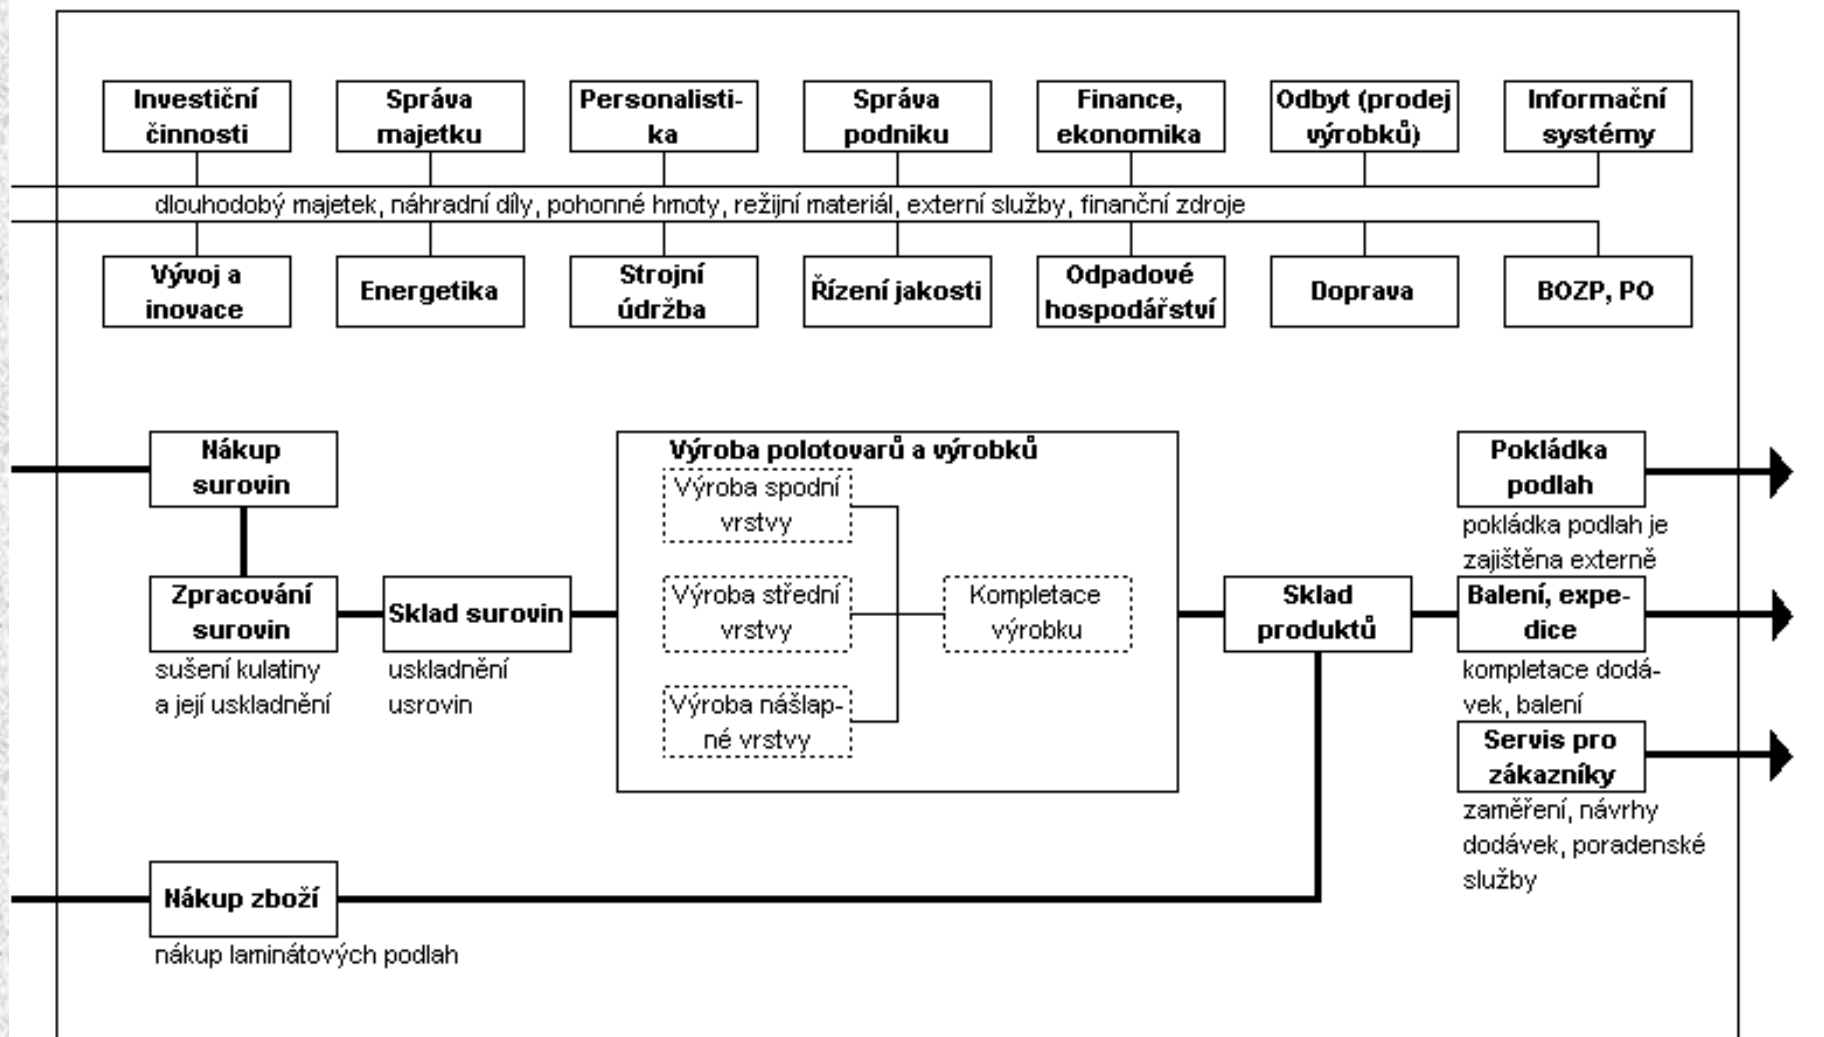 Investiční
činnosti
Správa
majetku
Personalisti-
ka
Správa
podniku
Finance,
ekonomika
Odbyt (prodej
výrobků)
Informační
systémy
dlouhodobý majetek, náhradní díly, pohonné hmoty, režijní materiál, externí služby, finanční zdroje
Vývoj a
inovace
Energetika
Strojní
údržba
Řízení jakosti
Odpadové
hospodářství
Doprava
BOZP, PO
Nákup
surovin
Zpracování
surovin
sušení kulatiny
a její uskladnění
Sklad surovin
uskladnění
usrovin
Výroba polotovarů a výrobků
Výroba spodní
vrstvy
Výroba střední
vrstvy
Výroba nášlap-
né vrstvy
Kompletace
výrobku
Sklad
produktů
Pokládka
podlah
pokládka podlah je
zajištěna externě
Balení, expe-
dice
kompletace dodá-
vek, balení
Servis pro
zákazníky
zaměření, návrhy
dodávek, poradenské
služby
Nákup zboží
nákup laminátových podlah